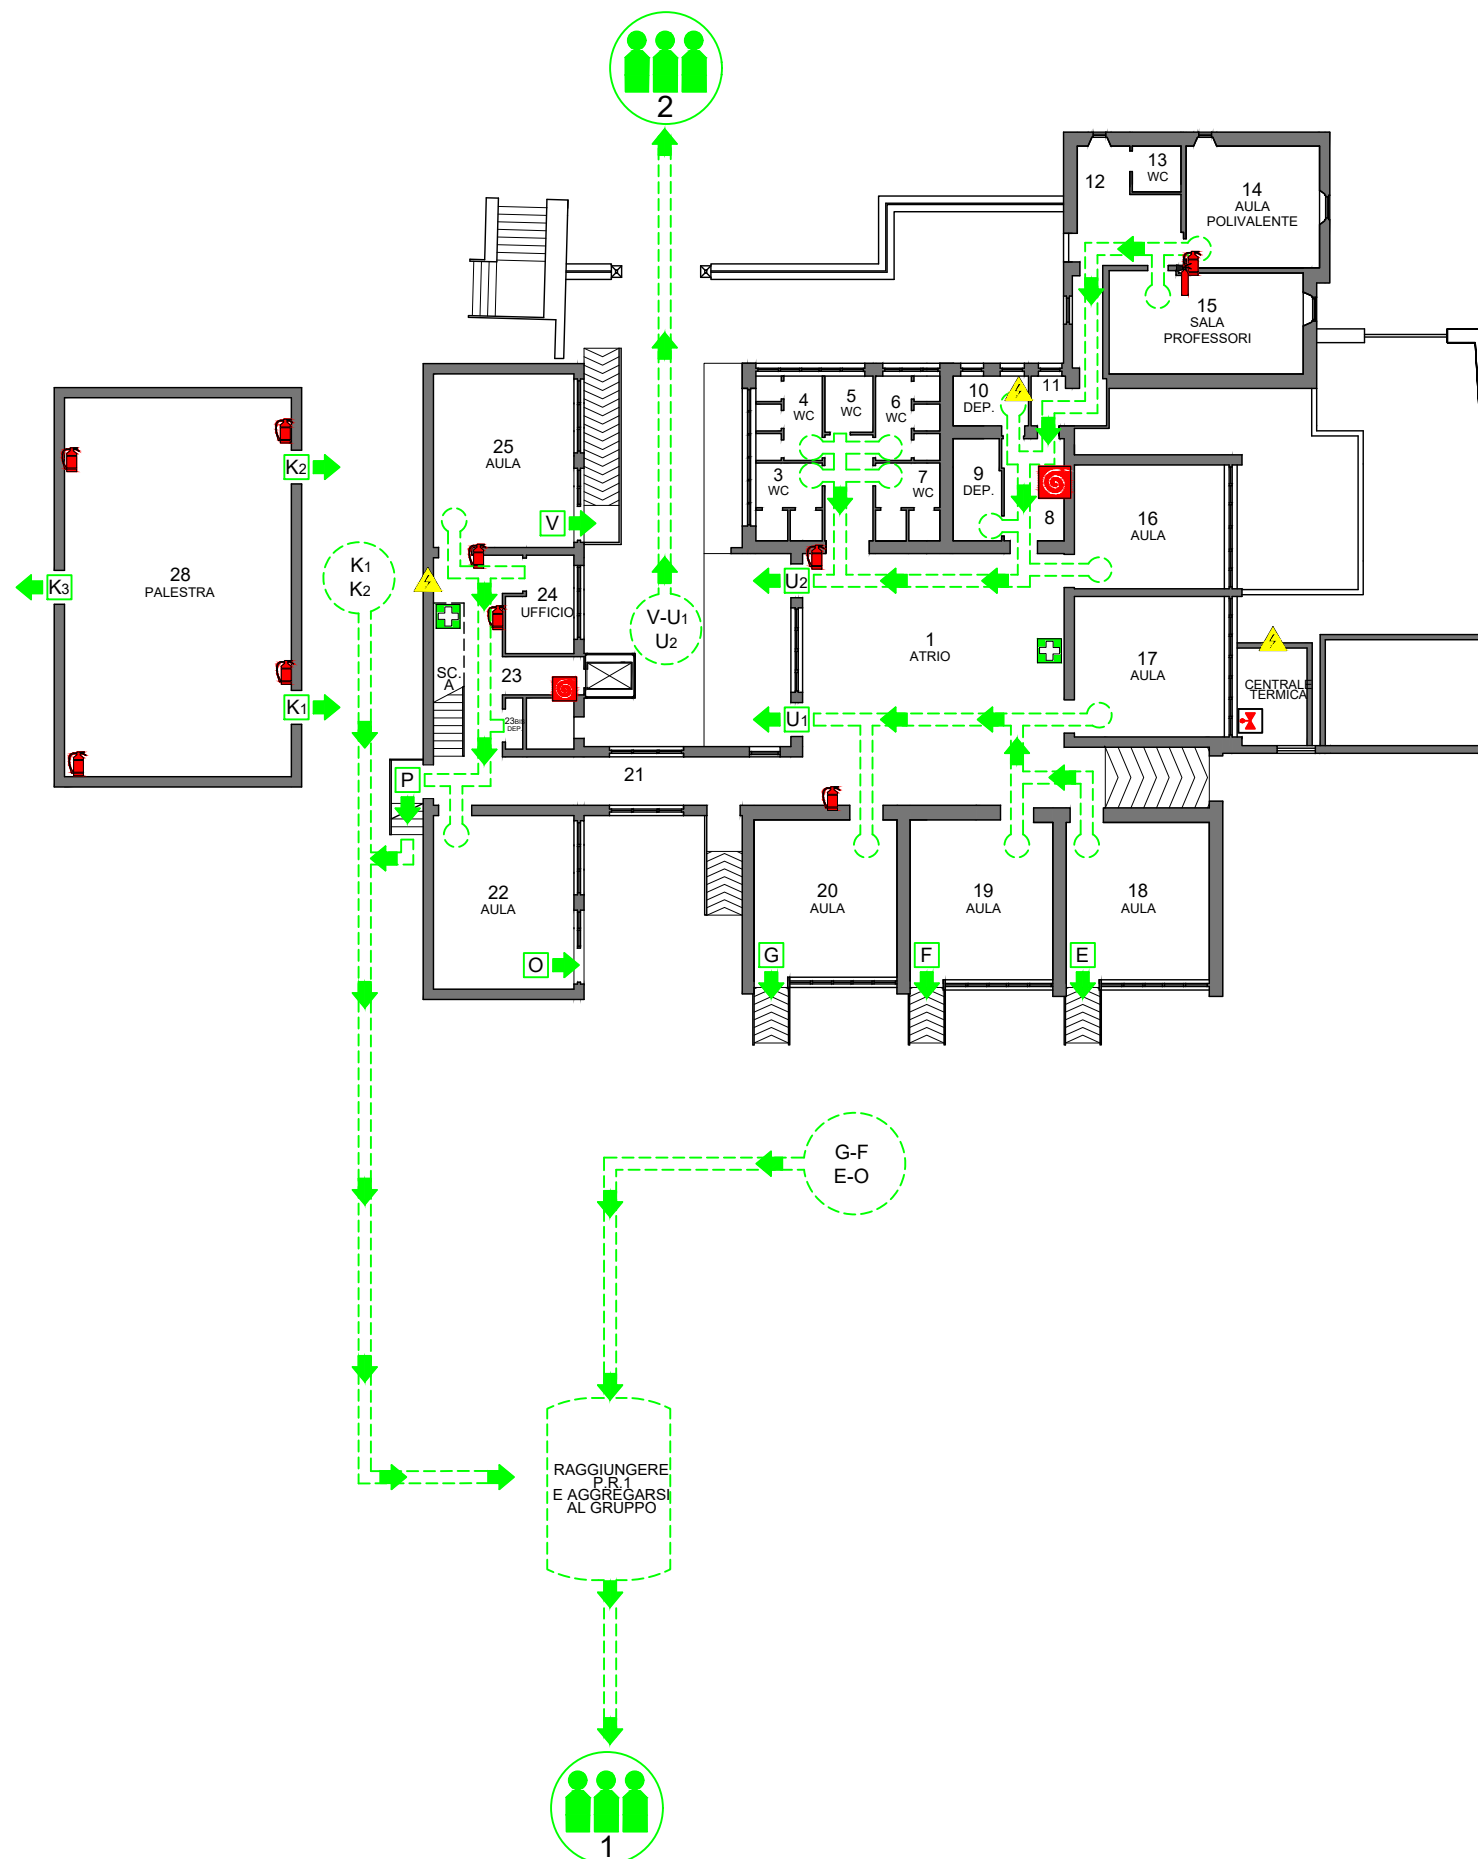 2
13
WC
12
14
AULA
POLIVALENTE
15
SALA
PROFESSORI
10
DEP.
11
4
WC
5
WC
6
WC
3
WC
7
WC
9
DEP.
8
25
AULA
V
K2
K3
28
PALESTRA
K1
K1
K2
24
UFFICIO
V-U1
U2
U2
1
ATRIO
16
AULA
17
AULA
CENTRALE
TERMICA
SC.
A
23
23BIS
DEP.
U1
21
P
22
AULA
O
20
AULA
19
AULA
18
AULA
G
F
E
G-F
E-O
RAGGIUNGERE
P.R.1
E AGGREGARSI
AL GRUPPO
1